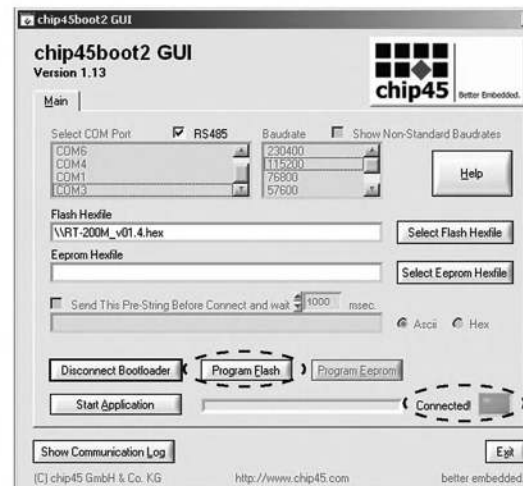 chip45boot2 GUI
chip45boot2 GUI
Version 1.13
chip45
Better Embedded.
Main
Select COM Port
RS485
Baudrate
Show Non-Standard Baudrates
COM6
COM4
COM1
COM3
230400
115200
76800
57600
Help
Flash Hexfile
\\RT-200M_v01.4.hex
Select Flash Hexfile
Eeprom Hexfile
Select Eeprom Hexfile
Send This Pre-String Before Connect and wait 1000 msec.
Ascii Hex
Disconnect Bootloader
Program Flash
Program Eeprom
Start Application
Connected!
Show Communication Log
Exit
(C) chip45 GmbH & Co. KG
http://www.chip45.com
better embedded